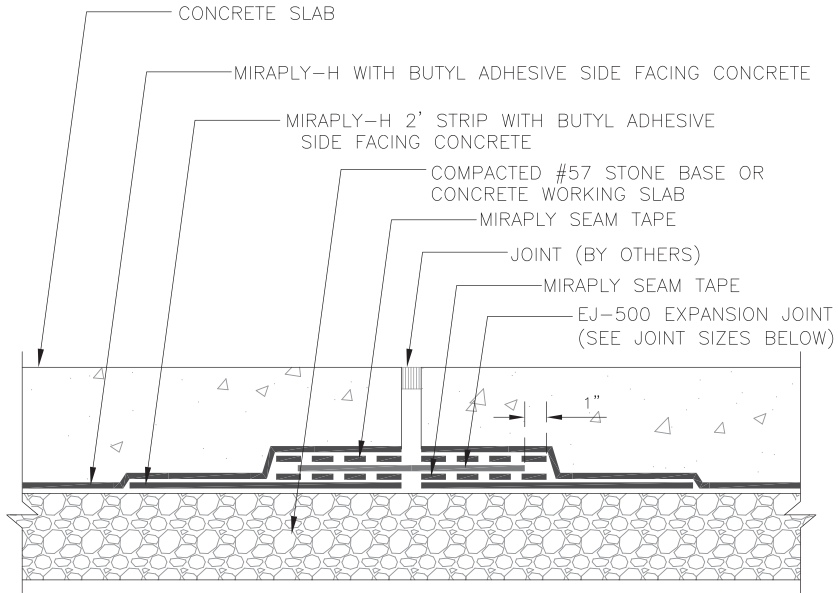 CONCRETE SLAB
MIRAPLY-H WITH BUTYL ADHESIVE SIDE FACING CONCRETE
MIRAPLY-H 2' STRIP WITH BUTYL ADHESIVE
SIDE FACING CONCRETE
COMPACTED #57 STONE BASE OR
CONCRETE WORKING SLAB
MIRAPLY SEAM TAPE
JOINT (BY OTHERS)
MIRAPLY SEAM TAPE
EJ-500 EXPANSION JOINT
(SEE JOINT SIZES BELOW)
1"